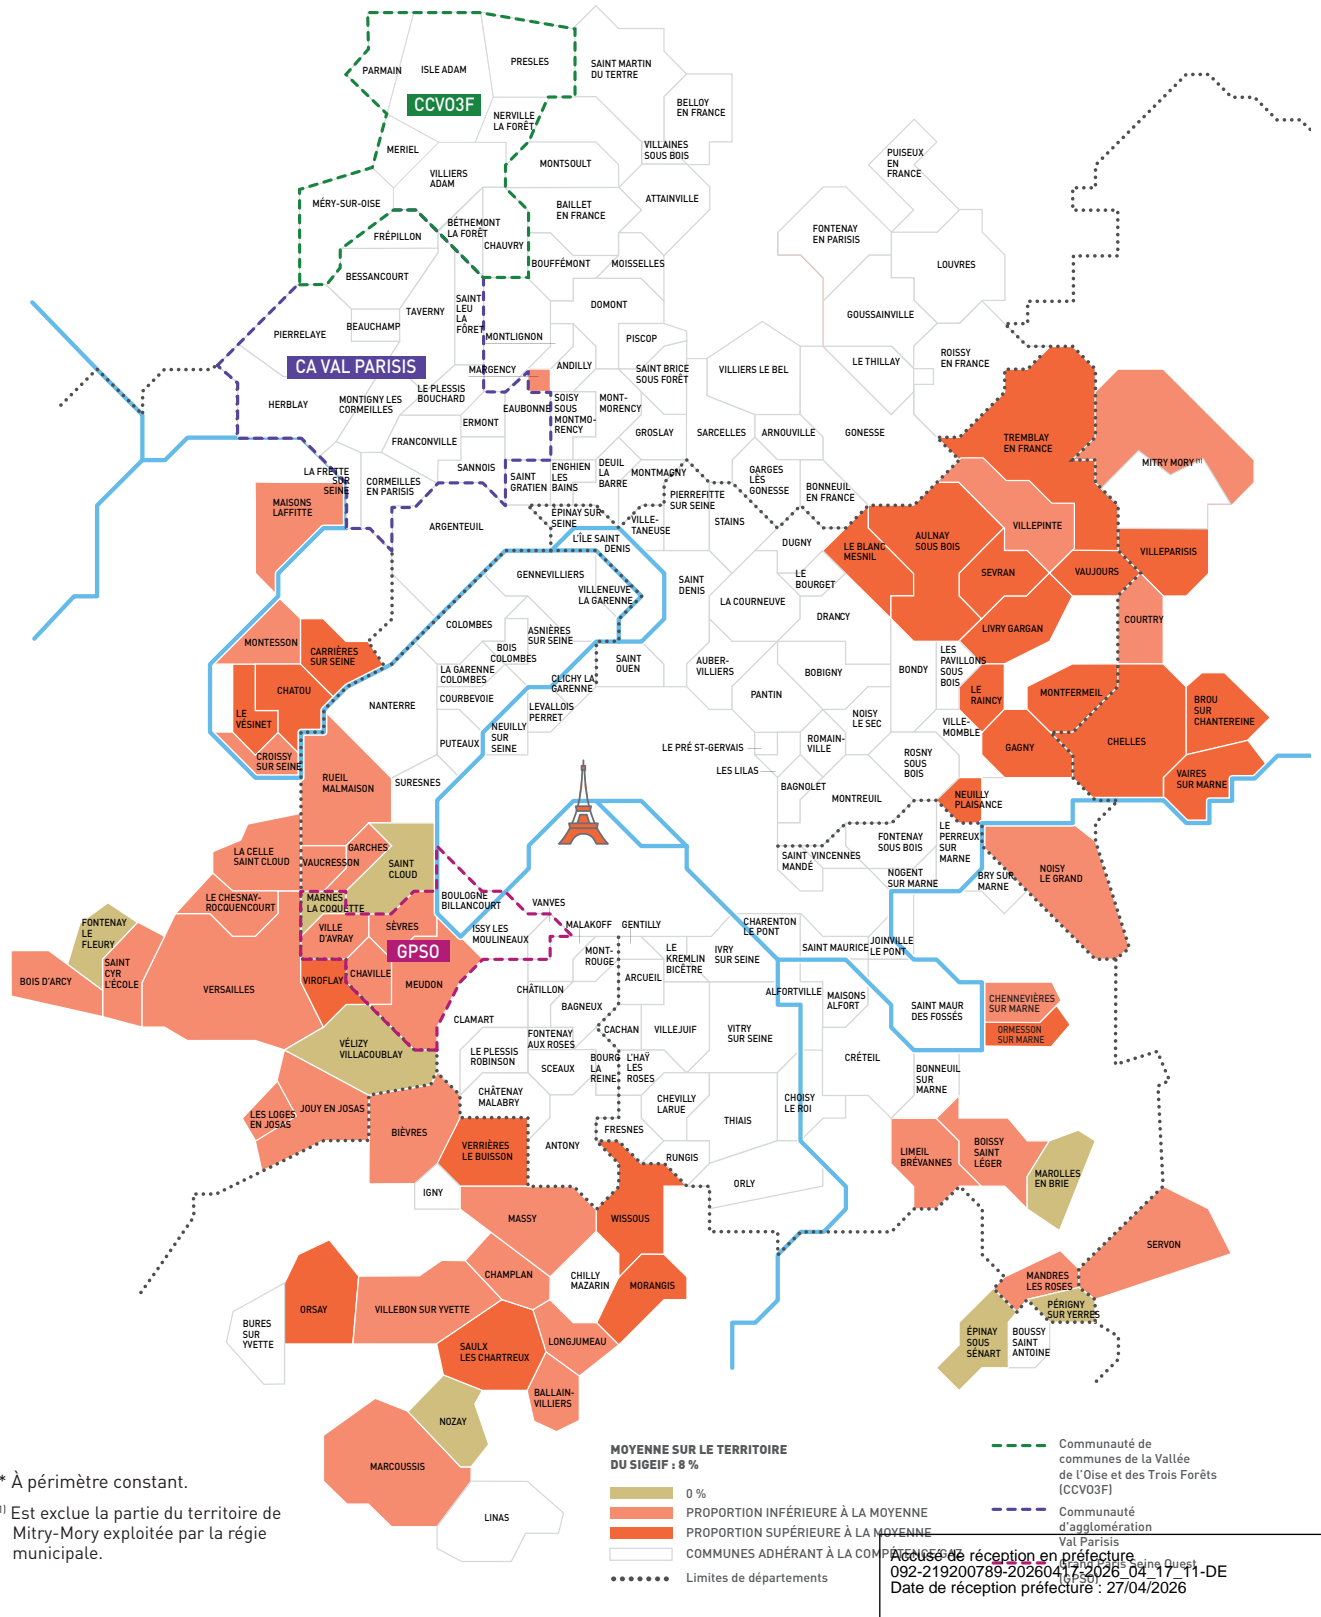 PARMAIN
ISLE ADAM
PRESLES
SAINT MARTIN
DU TERTRE
CCVO3F
BELLOY
EN FRANCE
NERVILLE
LA FORÊT
MERIEL
VILLIERS
ADAM
MONTSOULT
VILLAINES
SOUS BOIS
PUISEUX
EN
FRANCE
MÉRY-SUR-OISE
BAILLET
EN FRANCE
ATTAINVILLE
FRÉPILLON
BÉTHEMONT
LA FORÊT
CHAUVRY
FONTENAY
EN PARISIS
BESSANCOURT
BOUFFÉMONT
MOISSELLES
LOUVRES
TAVERNY
SAINT
LEU
LA
FÔRET
DOMONT
GOUSSAINVILLE
PIERRELAYE
BEAUCHAMP
MONTLIGNON
PISCOP
CA VAL PARISIS
MARGENCY
ANDILLY
SAINT BRICE
SOUS FORÊT
VILLIERS LE BEL
LE THILLAY
ROISSY
EN FRANCE
HERBLAY
MONTIGNY LES
CORMEILLES
LE PLESSIS
BOUCHARD
EAUBONNE
SOISY
SOUS
MONTMO-
RENCY
MONT-
MORENCY
ERMONT
FRANCONVILLE
GROSLAY
SARCELLES
ARNOUVILLE
GONESSE
TREMBLAY
EN FRANCE
MITRY MORY (1)
LA FRETTE
SUR
SEINE
CORMEILLES
EN PARISIS
SANNOIS
SAINT
GRATIEN
ENGHIEN
LES
BAINS
DEUIL
LA
BARRE
MONTMAGNY
GARGES
LÈS
GONESSE
BONNEUIL
EN FRANCE
MAISONS
LAFFITTE
ARGENTEUIL
EPINAY SUR
SEINE
VILLE-
TANEUSE
PIERREFITTE
SUR SEINE
STAINS
L'ÎLE SAINT
DENIS
DUGNY
LE BLANC
MESNIL
AULNAY
SOUS BOIS
VILLEPINTE
VILLEPARISIS
GENNEVILLIERS
VILLENEUVE
LA GARENNE
SAINT
DENIS
LE
BOURGET
SEVRAN
VAUJOURS
LA COURNEUVE
DRANCY
COURTRY
COLOMBES
ASNIÈRES
SUR SEINE
BOIS
COLOMBES
LIVRY GARGAN
MONTESSON
CARRIÈRES
SUR SEINE
LA GARENNE
COLOMBES
CLICHY LA
GARENNE
SAINT
OUEN
AUBER-
VILLIERS
BOBIGNY
BONDY
LES
PAVILLONS
SOUS
BOIS
CHATOU
NANTERRE
COURBEVOIE
LEVALLOIS
PERRET
PANTIN
NOISY
LE SEC
LE
RAINCY
MONTFERMEIL
BROU
SUR
CHANTEREINE
LE
VÉSINET
PUTEAUX
NEUILLY
SUR
SEINE
LE PRÉ ST-GERVAIS
ROMAIN-
VILLE
VILLE-
MOMBLE
GAGNY
CHELLES
CROISSY
SUR SEINE
RUEIL
MALMAISON
SURESNES
LES LILAS
BAGNOLET
MONTREUIL
ROSNY
SOUS
BOIS
NEUILLY
PLAISANCE
VAIRES
SUR MARNE
LA CELLE
SAINT CLOUD
VAUCRESSON
GARCHES
SAINT
CLOUD
SAINT
MANDÉ
VINCENNES
FONTENAY
SOUS BOIS
LE
PERREUX
SUR
MARNE
NOISY
LE GRAND
LE CHESNAY-
ROCQUENCOURT
MARNES
LA COQUETTE
BOULOGNE
BILLANCOURT
NOGENT
SUR MARNE
BRY SUR
MARNE
FONTENAY
LE
FLEURY
VILLE
D'AVRAY
SÈVRES
ISSY LES
MOULINEAUX
VANVES
MALAKOFF
GENTILLY
CHARENTON
LE PONT
GPSO
MONT-
ROUGE
LE
KREMLIN
BICÊTRE
IVRY
SUR SEINE
SAINT MAURICE
JOINVILLE
LE PONT
BOIS D'ARCY
SAINT
CYR
L'ÉCOLE
VERSAILLES
VIROFLAY
CHAVILLE
MEUDON
CHÂTILLON
ARCUEIL
ALFORTVILLE
MAISONS
ALFORT
SAINT MAUR
DES FOSSÉS
CHENNEVIÈRES
SUR MARNE
BAGNEUX
CLAMART
VÉLIZY
VILLACOUBLAY
FONTENAY
AUX ROSES
CACHAN
VILLEJUIF
VITRY
SUR SEINE
ORMESSON
SUR MARNE
LE PLESSIS
ROBINSON
SCEAUX
BOURG
LA
REINE
L'HAŸ
LES
ROSES
CRÉTEIL
BONNEUIL
SUR
MARNE
CHÂTENAY
MALABRY
CHEVILLY
LARUE
THIAIS
CHOISY
LE ROI
LES LOGES
EN JOSAS
JOUY EN JOSAS
BIÈVRES
VERRIÈRES
LE BUISSON
ANTONY
FRESNES
RUNGIS
LIMEIL
BRÉVANNES
BOISSY
SAINT
LÉGER
MAROLLES
EN BRIE
IGNY
ORLY
MASSY
WISSOUS
SERVON
CHAMPLAN
CHILLY
MAZARIN
MORANGIS
MANDRES
LES ROSES
ORSAY
VILLEBON SUR YVETTE
PÉRIGNY
SUR YERRES
BURES
SUR
YVETTE
SAULX
LES CHARTREUX
LONGJUMEAU
ÉPINAY
SOUS
SÉNART
BOUSSY
SAINT
ANTOINE
BALLAIN-
VILLIERS
NOZAY
MARCOUSSIS
LINAS
* À périmètre constant.
(1) Est exclue la partie du territoire de
Mitry-Mory exploitée par la régie
municipale.
MOYENNE SUR LE TERRITOIRE
DU SIGEIF : 8 %
0 %
PROPORTION INFÉRIEURE À LA MOYENNE
PROPORTION SUPÉRIEURE À LA MOYENNE
COMMUNES ADHÉRANT À LA COMPÉTENCE GAZ
Limites de départements
Communauté de
communes de la Vallée
de l'Oise et des Trois Forêts
(CCVO3F)
Communauté
d'agglomération
Val Parisis
Grand Paris Seine Ouest
(GPSO)
Accusé de réception en préfecture
092-219200789-20260417-2026_04_17_11-DE
Date de réception préfecture : 27/04/2026